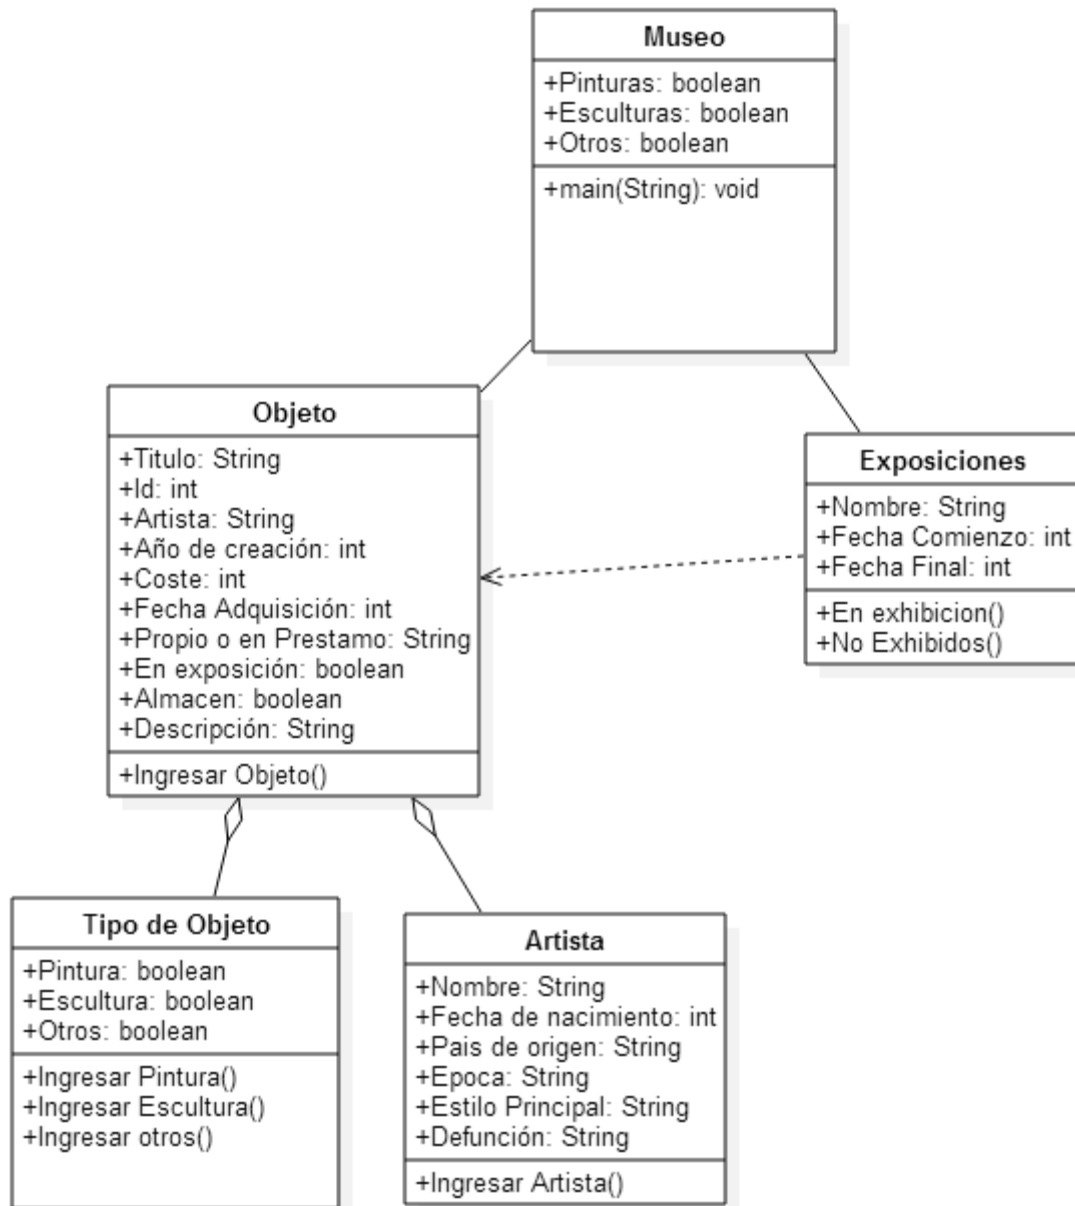 Museo
+Pinturas: boolean
+Esculturas: boolean
+Otros: boolean
+main(String): void
Objeto
+Titulo: String
+Id: int
+Artista: String
+Año de creación: int
+Coste: int
+Fecha Adquisición: int
+Propio o en Prestamo: String
+En exposición: boolean
+Almacen: boolean
+Descripción: String
+Ingresar Objeto()
Exposiciones
+Nombre: String
+Fecha Comienzo: int
+Fecha Final: int
+En exhibicion()
+No Exhibidos()
Tipo de Objeto
+Pintura: boolean
+Escultura: boolean
+Otros: boolean
+Ingresar Pintura()
+Ingresar Escultura()
+Ingresar otros()
Artista
+Nombre: String
+Fecha de nacimiento: int
+Pais de origen: String
+Epoca: String
+Estilo Principal: String
+Defunción: String
+Ingresar Artista()